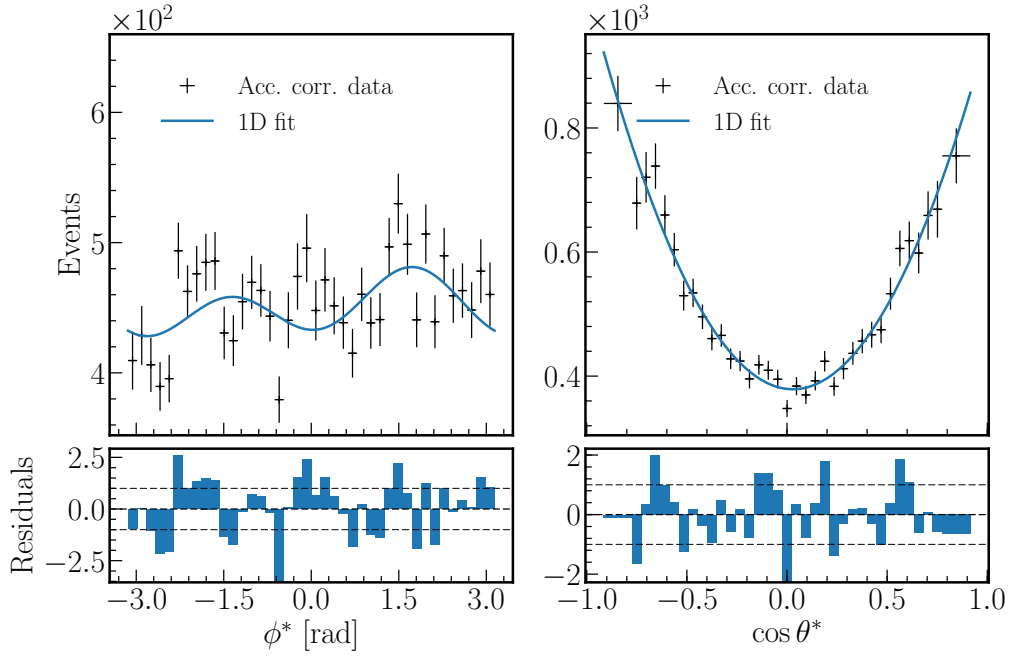 ×10²
6
5
4
Events
Acc. corr. data
1D fit
2.5
0.0
−2.5
Residuals
−3.0 −1.5 0.0 1.5 3.0
ϕ* [rad]
×10³
0.8
0.6
0.4
Acc. corr. data
1D fit
2
0
−2
−1.0 −0.5 0.0 0.5 1.0
cos θ*